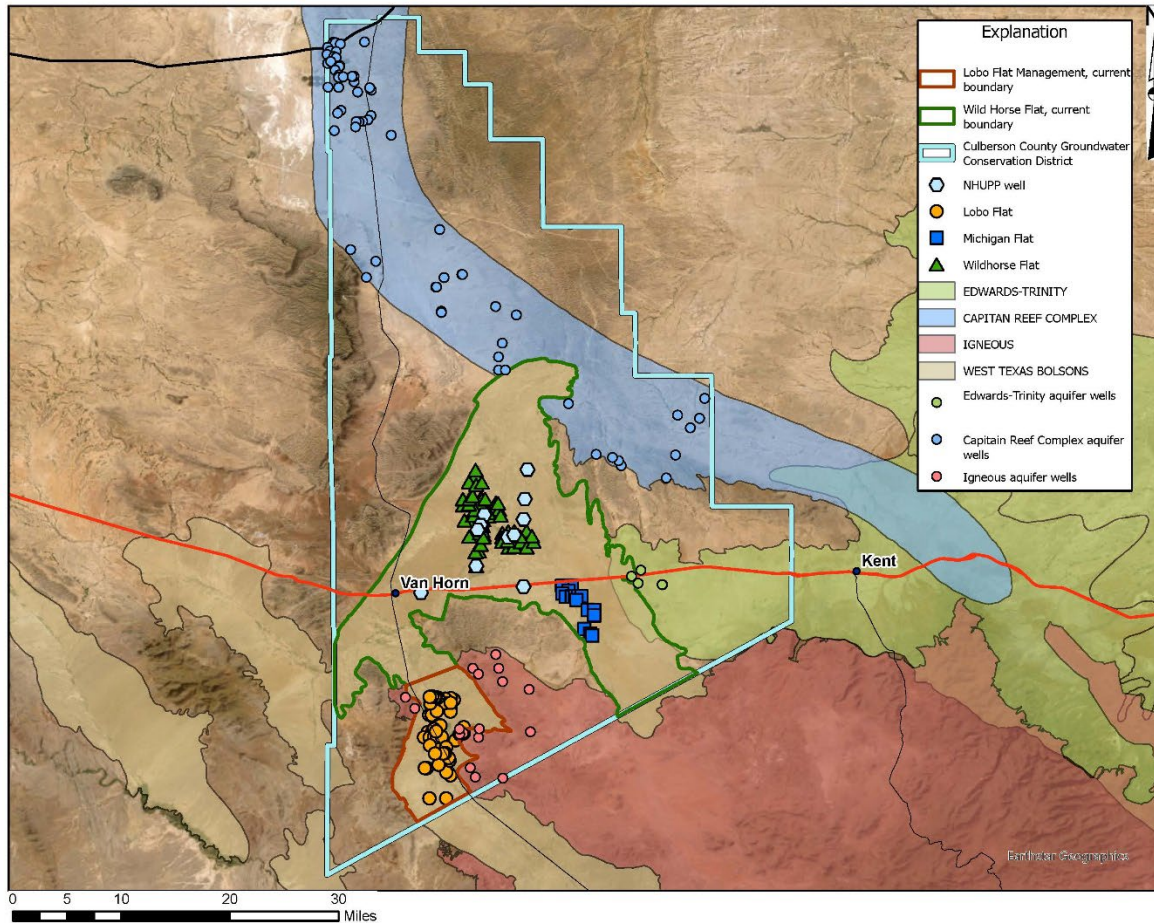 N
Explanation
Lobo Flat Management, current
boundary
Wild Horse Flat, current
boundary
Culberson County Groundwater
Conservation District
NHUPP well
Lobo Flat
Michigan Flat
Wildhorse Flat
EDWARDS-TRINITY
CAPITAN REEF COMPLEX
IGNEOUS
WEST TEXAS BOLSONS
Edwards-Trinity aquifer wells
Capitain Reef Complex aquifer
wells
Igneous aquifer wells
Kent
Van Horn
Earthstar Geographics
0 5 10 20 30
Miles